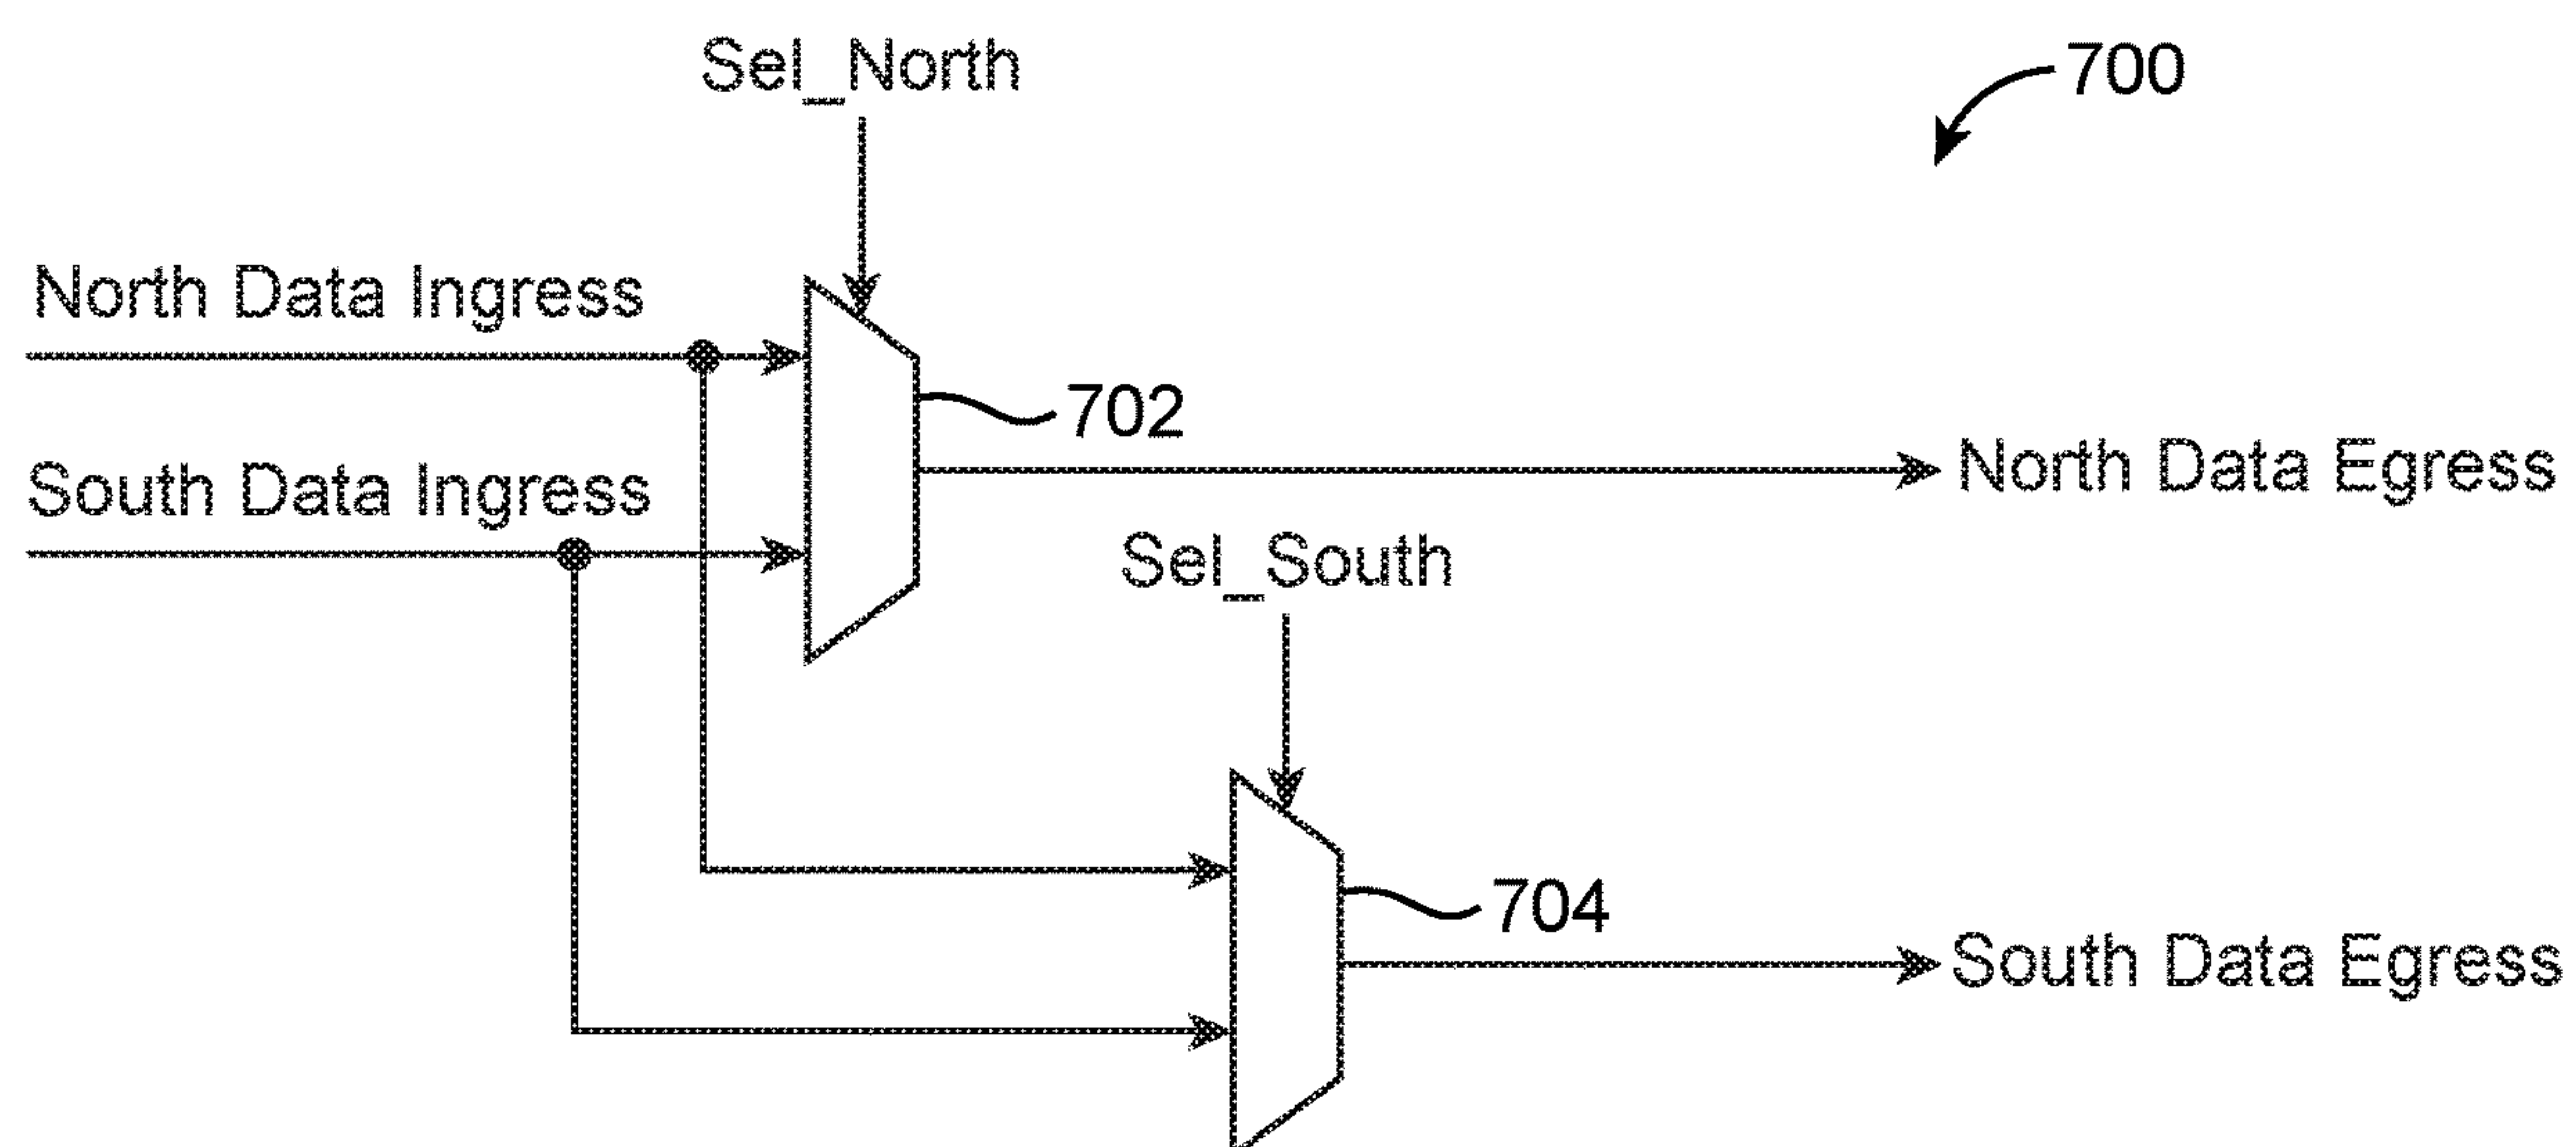 Sel_North
700
North Data Ingress
702
South Data Ingress
North Data Egress
Sel_South
704
South Data Egress